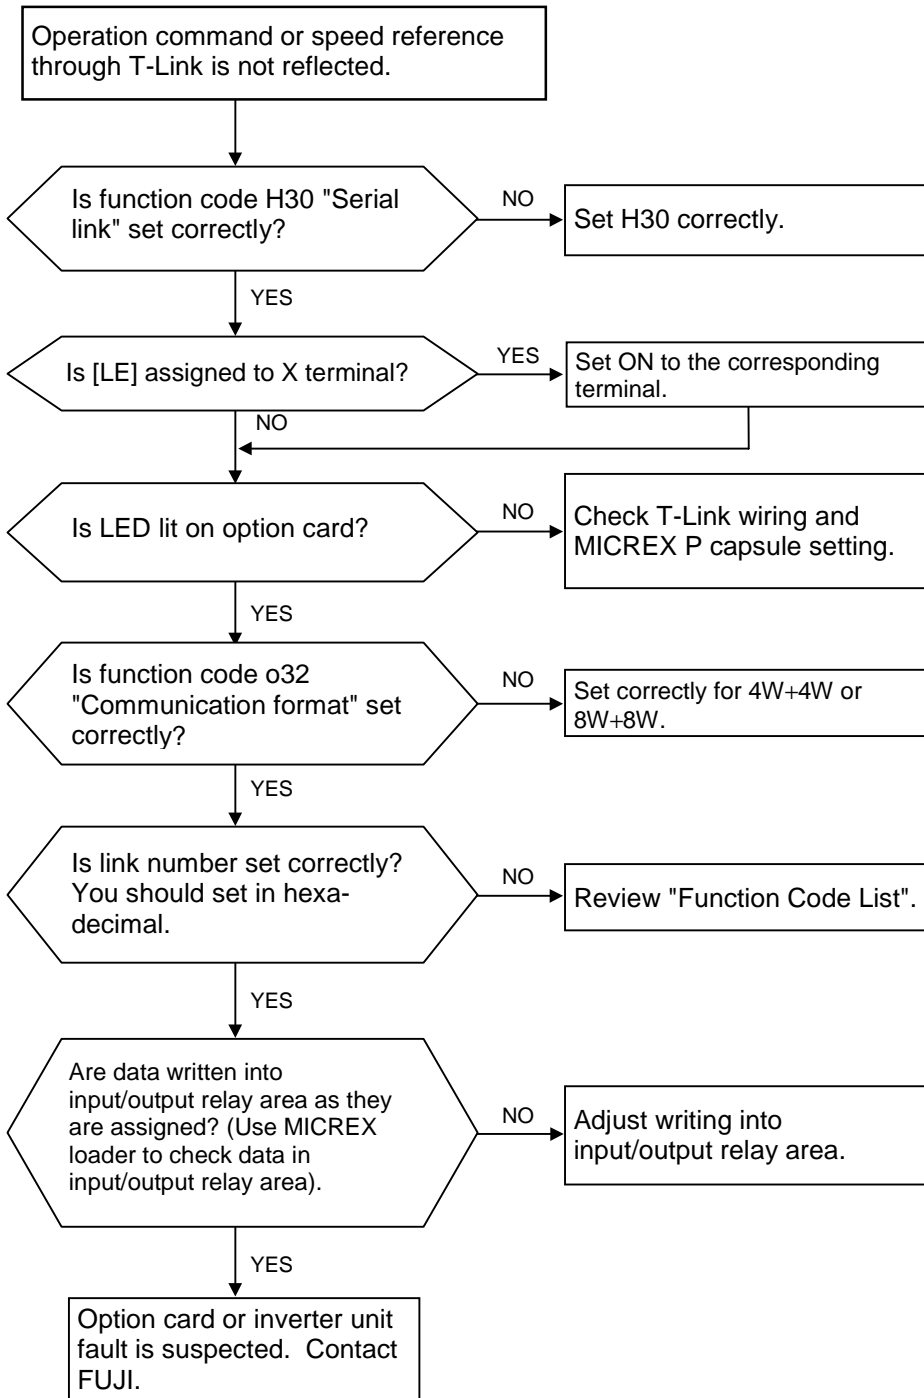 Operation command or speed reference
through T-Link is not reflected.
Is function code H30 "Serial
link" set correctly?
NO
Set H30 correctly.
YES
Is [LE] assigned to X terminal?
YES
Set ON to the corresponding
terminal.
NO
Is LED lit on option card?
NO
Check T-Link wiring and
MICREX P capsule setting.
YES
Is function code o32
"Communication format" set
correctly?
NO
Set correctly for 4W+4W or
8W+8W.
YES
Is link number set correctly?
You should set in hexa-
decimal.
NO
Review "Function Code List".
YES
Are data written into
input/output relay area as they
are assigned? (Use MICREX
loader to check data in
input/output relay area).
NO
Adjust writing into
input/output relay area.
YES
Option card or inverter unit
fault is suspected.  Contact
FUJI.